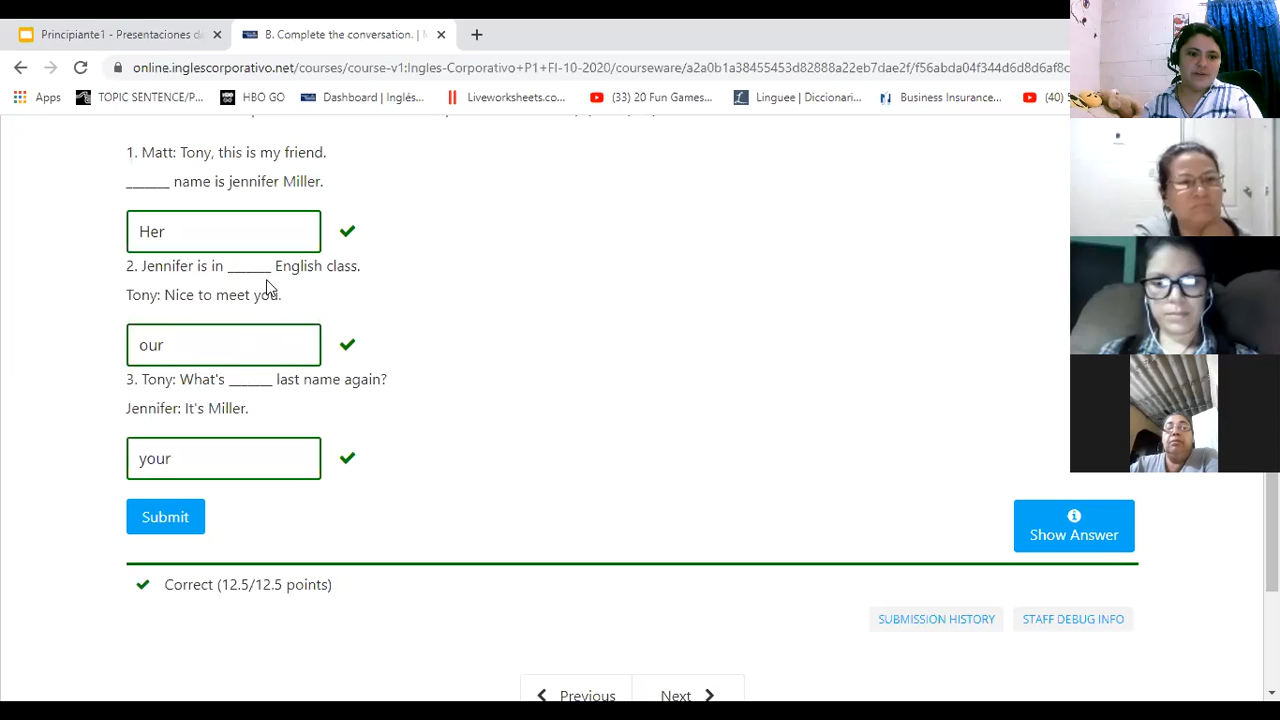 Principiante1 - Presentaciones de
B. Complete the conversation. | M
online.inglescorporativo.net/courses/course-v1:Ingles-Corporativo+P1+FI-10-2020/courseware/a2a0b1a38455453d82888a22eb7dae2f/f56abda04f344d6d8d6af8c
Apps
TOPIC SENTENCE/P...
HBO GO
Dashboard | Inglés...
Liveworksheets.co...
(33) 20 Fun Games...
Linguee | Diccionari...
Business Insurance...
(40) S
1. Matt: Tony, this is my friend.
______ name is jennifer Miller.
Her
2. Jennifer is in ______ English class.
Tony: Nice to meet you.
our
3. Tony: What's ______ last name again?
Jennifer: It's Miller.
your
Submit
Show Answer
Correct (12.5/12.5 points)
SUBMISSION HISTORY
STAFF DEBUG INFO
Previous
Next